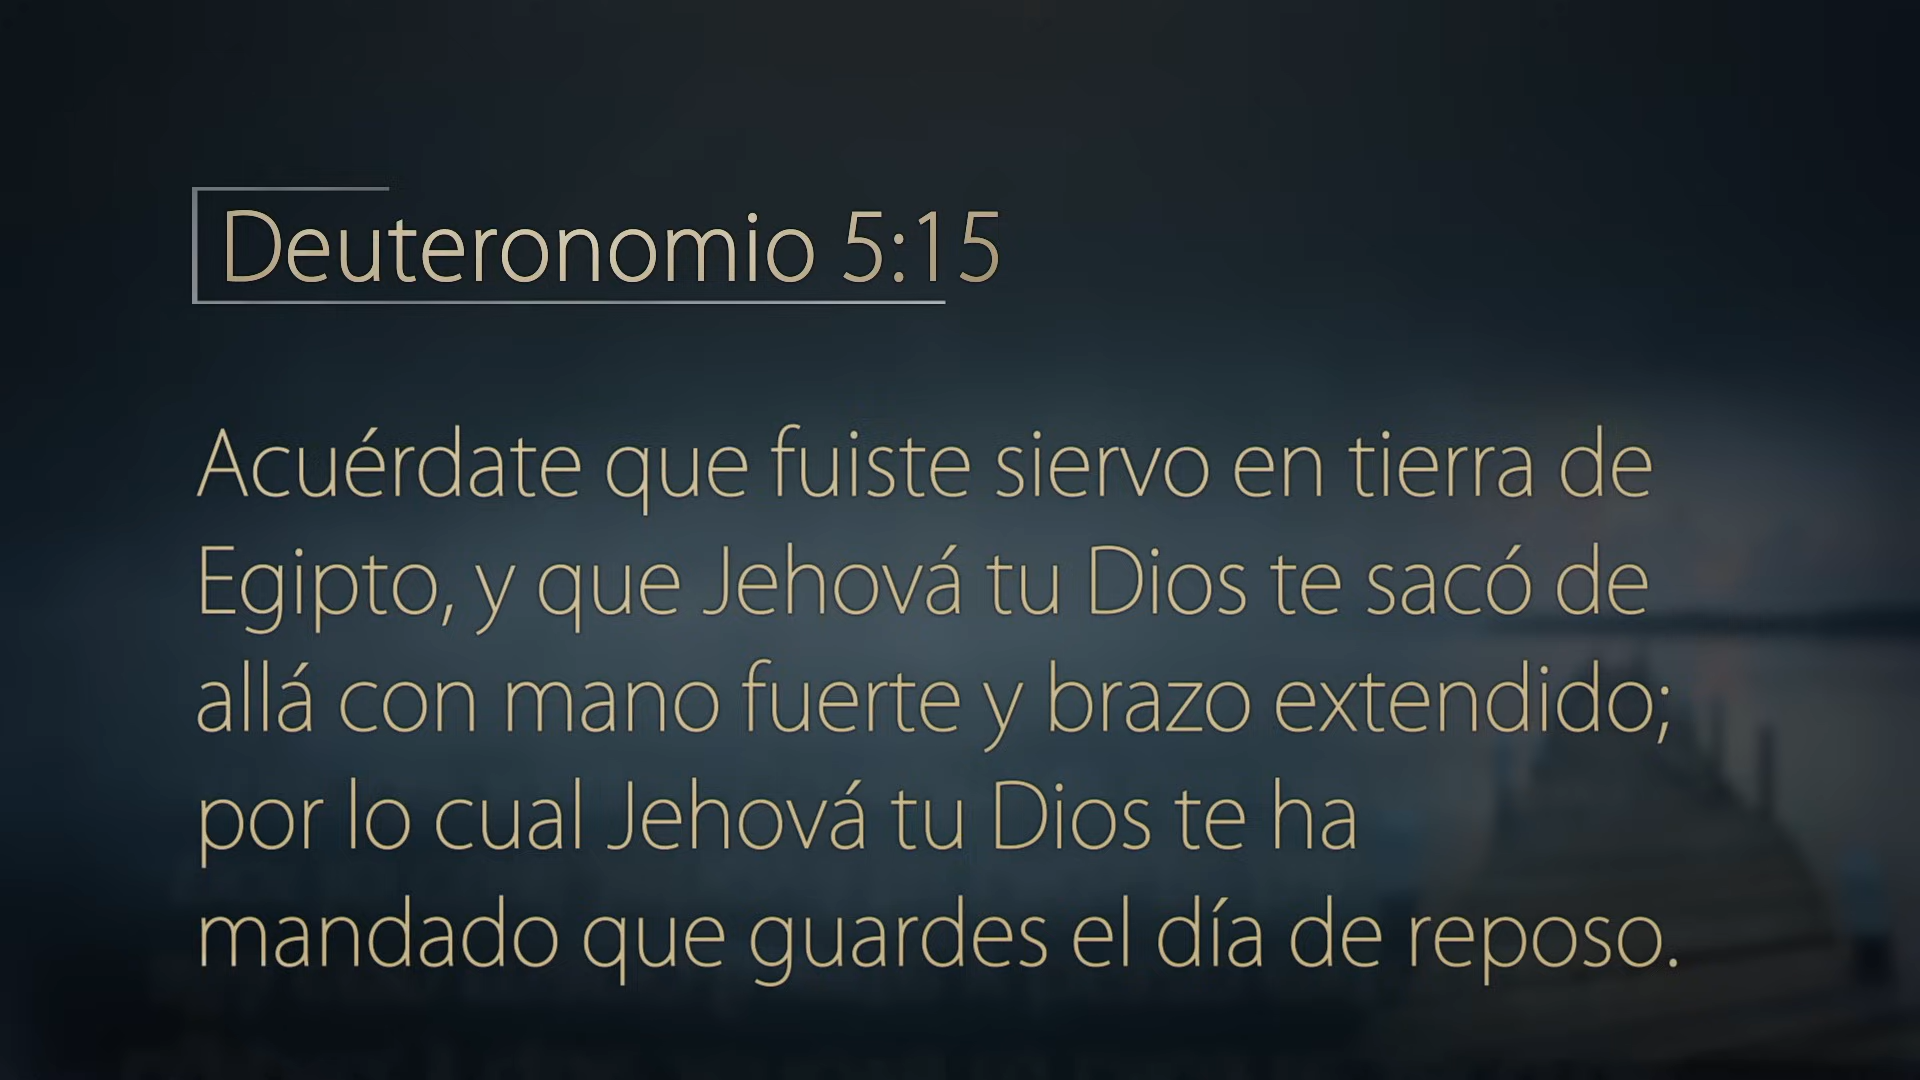 Deuteronomio 5:15
Acuérdate que fuiste siervo en tierra de
Egipto, y que Jehová tu Dios te sacó de
allá con mano fuerte y brazo extendido;
por lo cual Jehová tu Dios te ha
mandado que guardes el día de reposo.